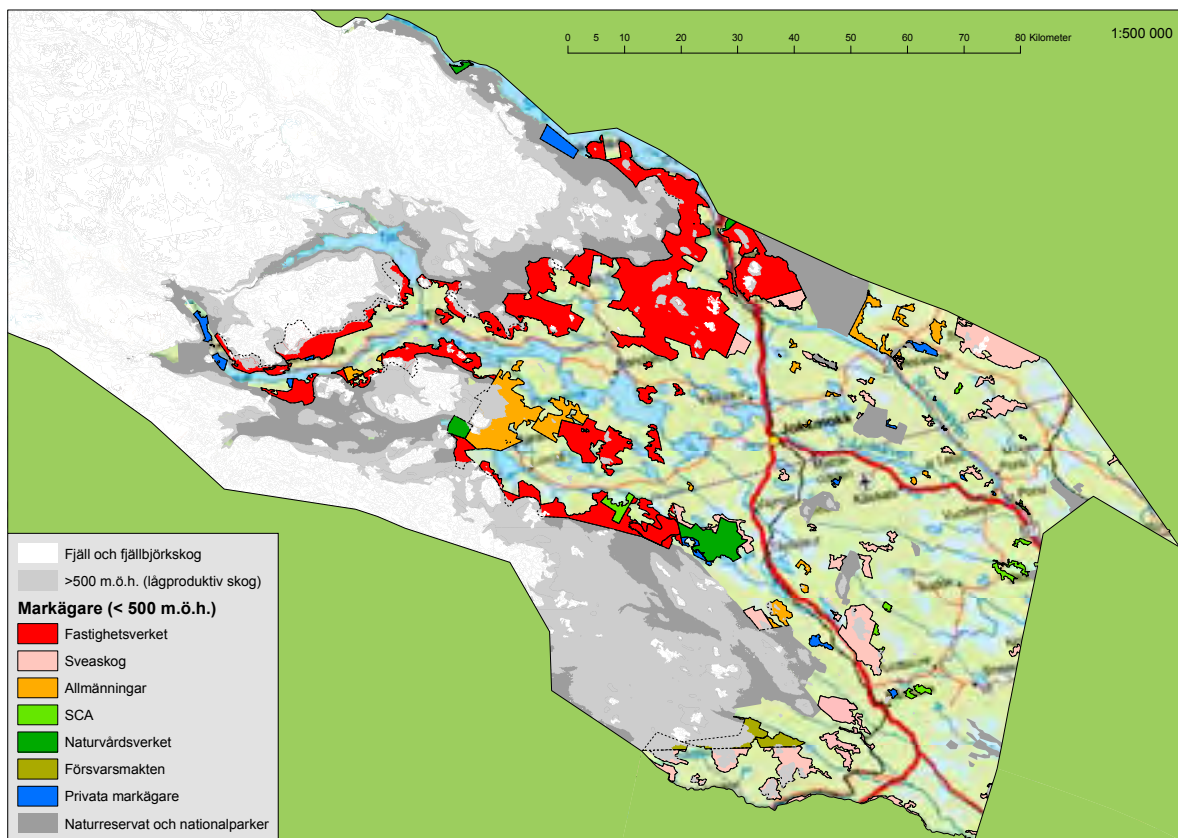 0 5 10 20 30 40 50 60 70 80 Kilometer
1:500 000
Jokkmokk
Fjäll och fjällbjörkskog
>500 m.ö.h. (lågproduktiv skog)
Markägare (< 500 m.ö.h.)
Fastighetsverket
Sveaskog
Allmänningar
SCA
Naturvårdsverket
Försvarsmakten
Privata markägare
Naturreservat och nationalparker